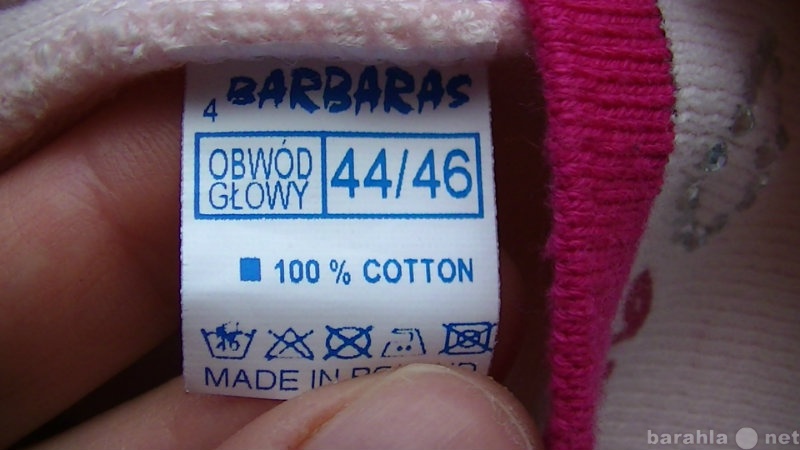 BARBARAS
4
OBWÓD
GŁOWY
44/46
100 % COTTON
MADE IN
barahla net